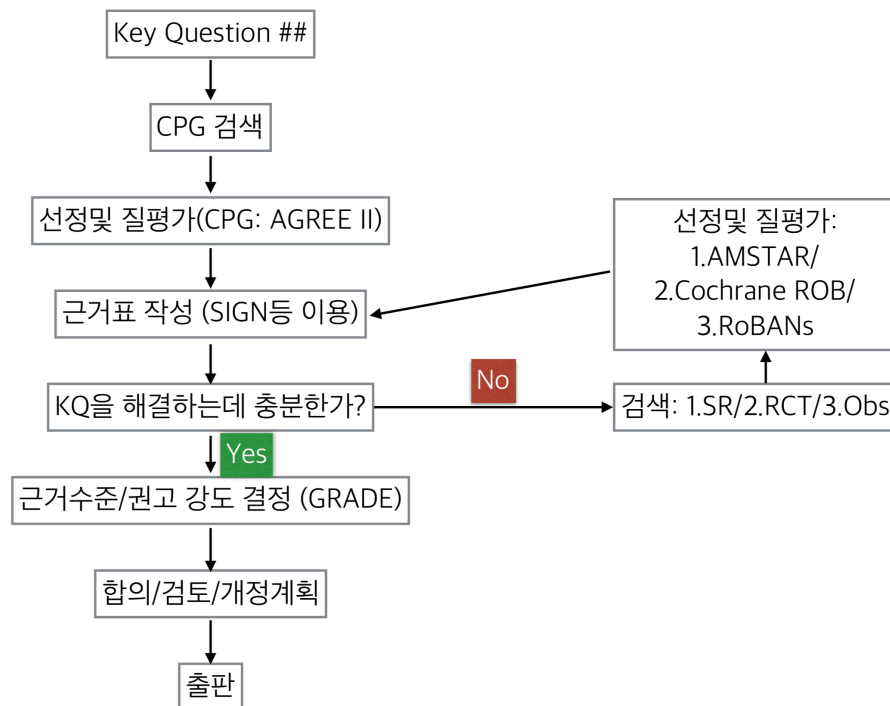 Key Question ##
CPG 검색
선정및 질평가(CPG: AGREE II)
근거표 작성 (SIGN등 이용)
KQ을 해결하는데 충분한가?
No
검색: 1.SR/2.RCT/3.Obs
선정및 질평가:
1.AMSTAR/
2.Cochrane ROB/
3.RoBANs
Yes
근거수준/권고 강도 결정 (GRADE)
합의/검토/개정계획
출판